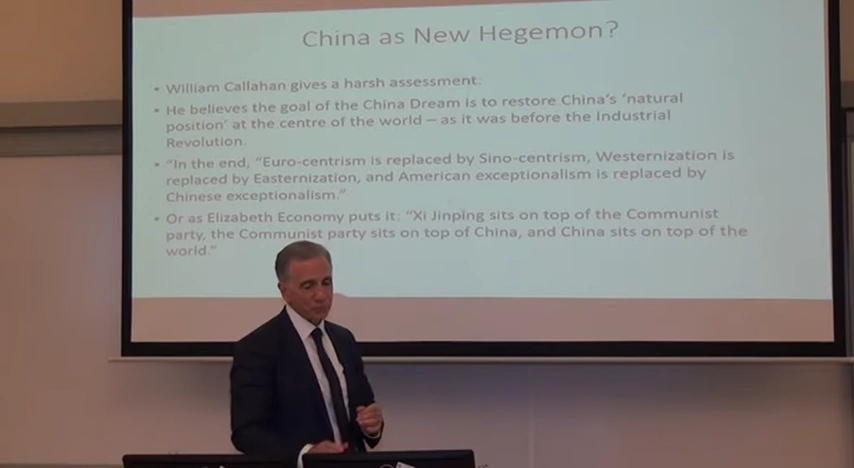 China as New Hegemon?
• William Callahan gives a harsh assessment:
• He believes the goal of the China Dream is to restore China's 'natural
position' at the centre of the world – as it was before the Industrial
Revolution.
• "In the end, "Euro-centrism is replaced by Sino-centrism, Westernization is
replaced by Easternization, and American exceptionalism is replaced by
Chinese exceptionalism."
• Or as Elizabeth Economy puts it: "Xi Jinping sits on top of the Communist
party, the Communist party sits on top of China, and China sits on top of the
world."